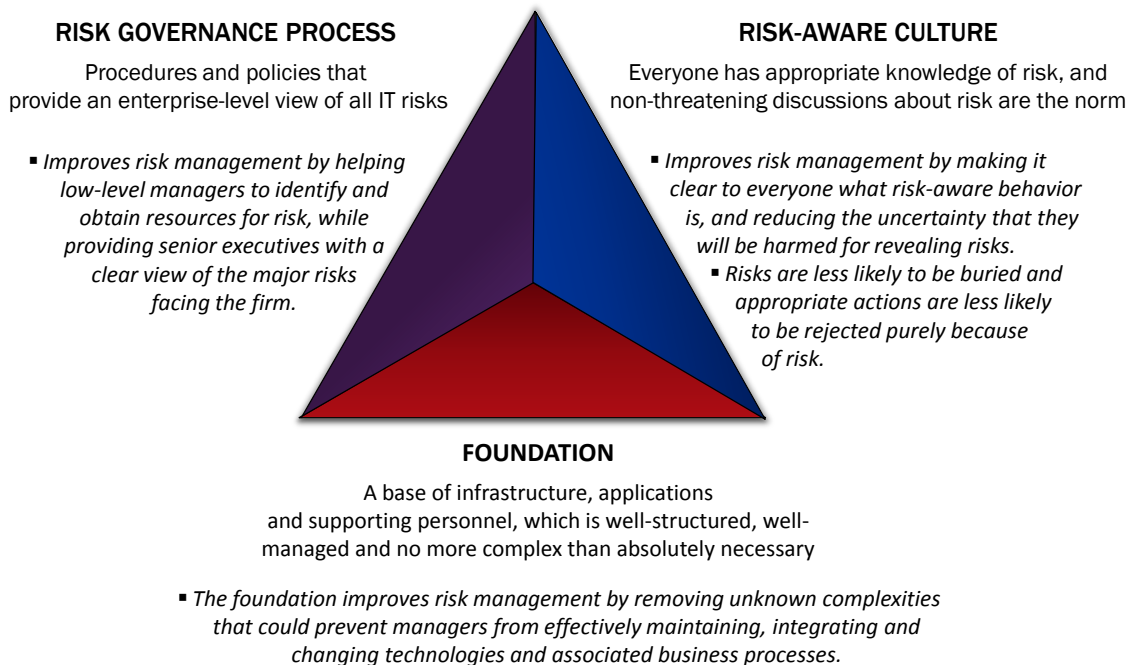 RISK GOVERNANCE PROCESS
Procedures and policies that
provide an enterprise-level view of all IT risks
▪ Improves risk management by helping
low-level managers to identify and
obtain resources for risk, while
providing senior executives with a
clear view of the major risks
facing the firm.
RISK-AWARE CULTURE
Everyone has appropriate knowledge of risk, and
non-threatening discussions about risk are the norm
▪ Improves risk management by making it
clear to everyone what risk-aware behavior
is, and reducing the uncertainty that they
will be harmed for revealing risks.
▪ Risks are less likely to be buried and
appropriate actions are less likely
to be rejected purely because
of risk.
FOUNDATION
A base of infrastructure, applications
and supporting personnel, which is well-structured, well-
managed and no more complex than absolutely necessary
▪ The foundation improves risk management by removing unknown complexities
that could prevent managers from effectively maintaining, integrating and
changing technologies and associated business processes.